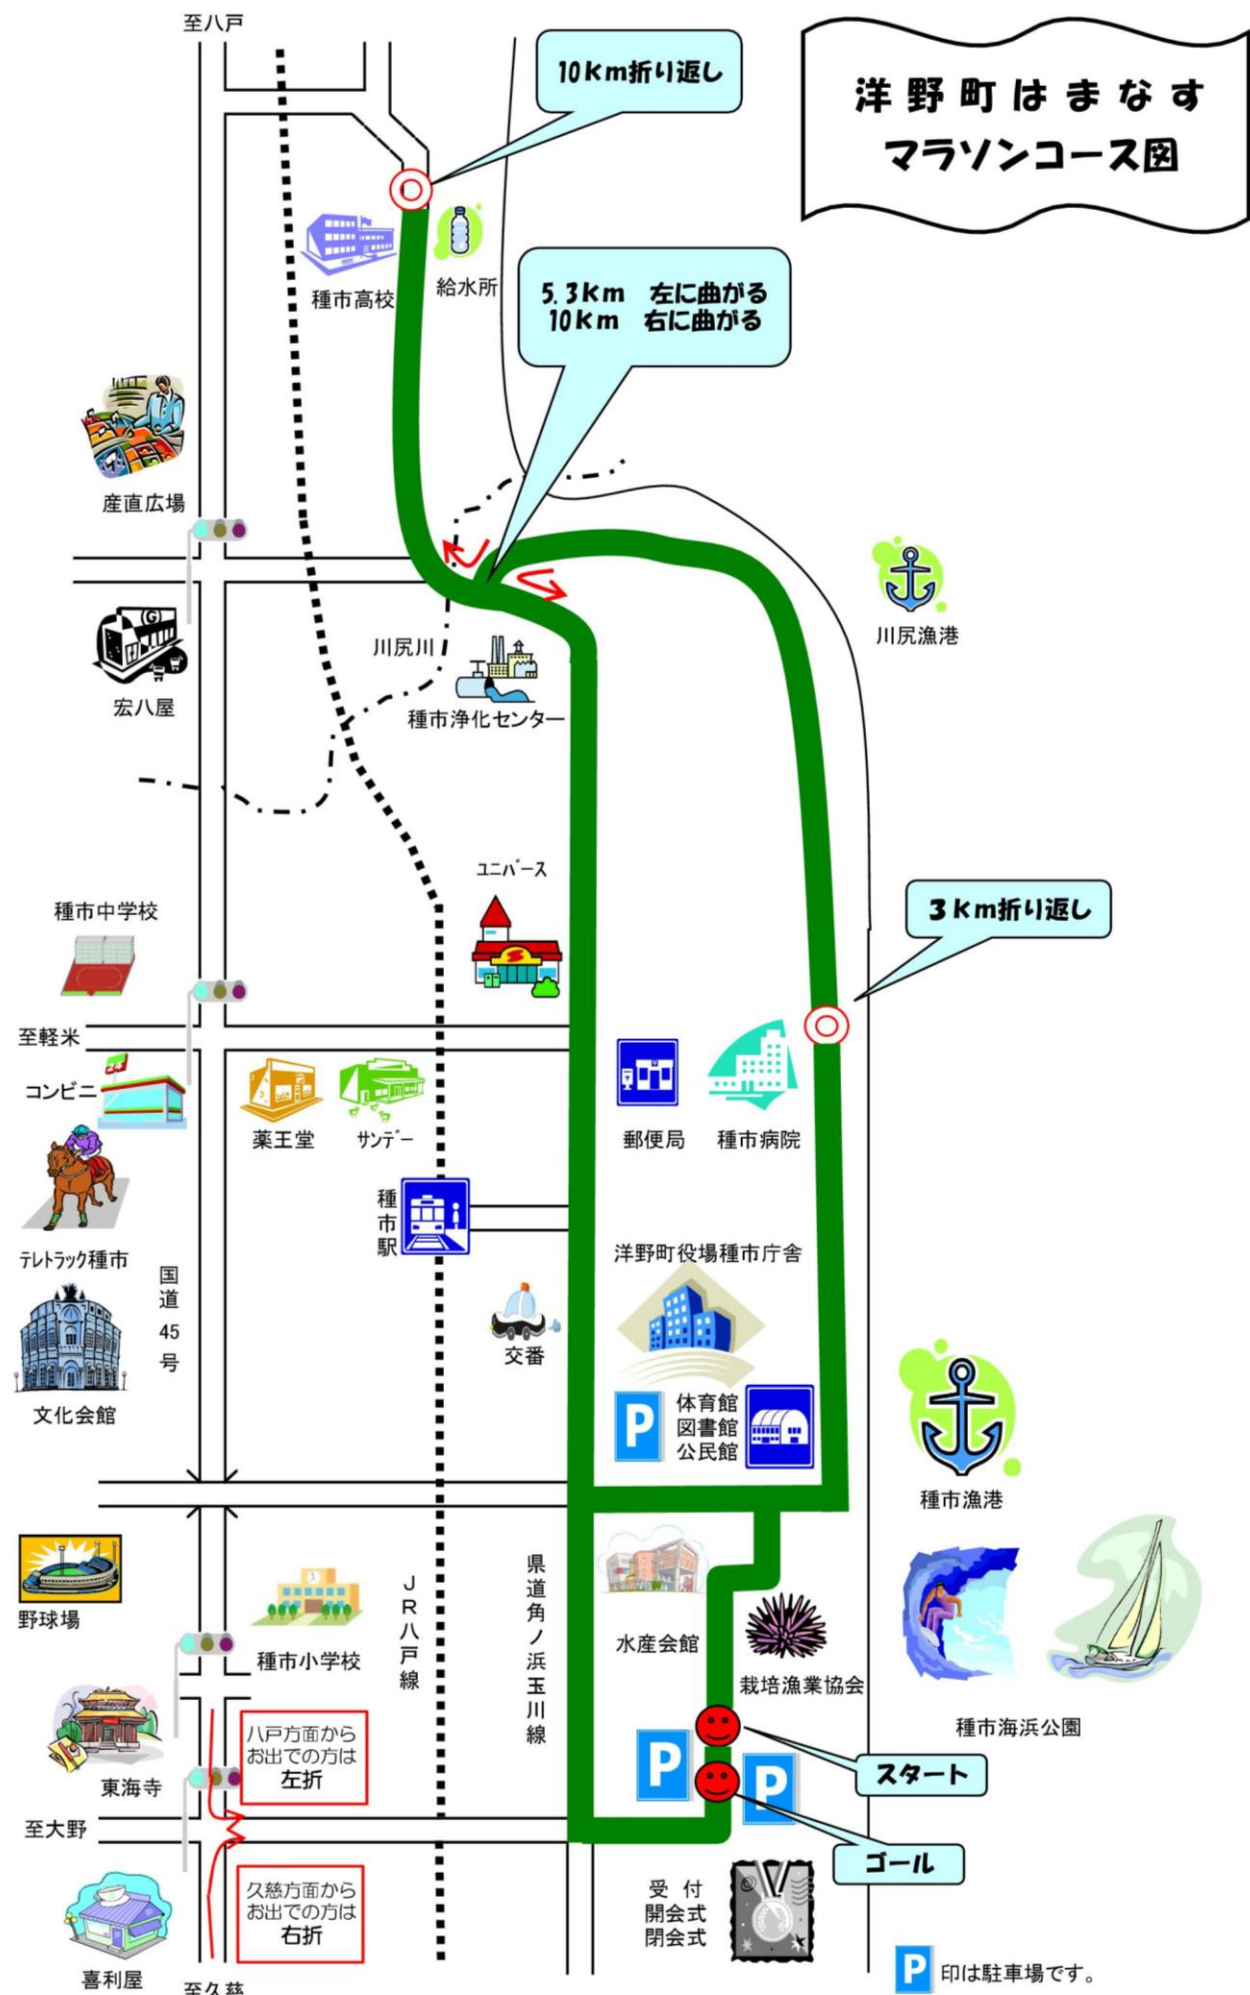 至八戸
洋野町はまなす
マラソンコース図
10Km折り返し
種市高校
給水所
5.3Km 左に曲がる
10Km 右に曲がる
産直広場
川尻漁港
川尻川
宏八屋
種市浄化センター
ユニバース
種市中学校
3Km折り返し
至軽米
コンビニ
薬王堂
サンデー
郵便局
種市病院
種市駅
テレトラック種市
国道45号
洋野町役場種市庁舎
交番
文化会館
P
体育館
図書館
公民館
種市漁港
野球場
種市小学校
JR八戸線
県道角ノ浜玉川線
水産会館
栽培漁業協会
種市海浜公園
東海寺
八戸方面から
お出での方は
左折
P
P
スタート
至大野
ゴール
久慈方面から
お出での方は
右折
受付
開会式
閉会式
喜利屋
至久慈
P 印は駐車場です。